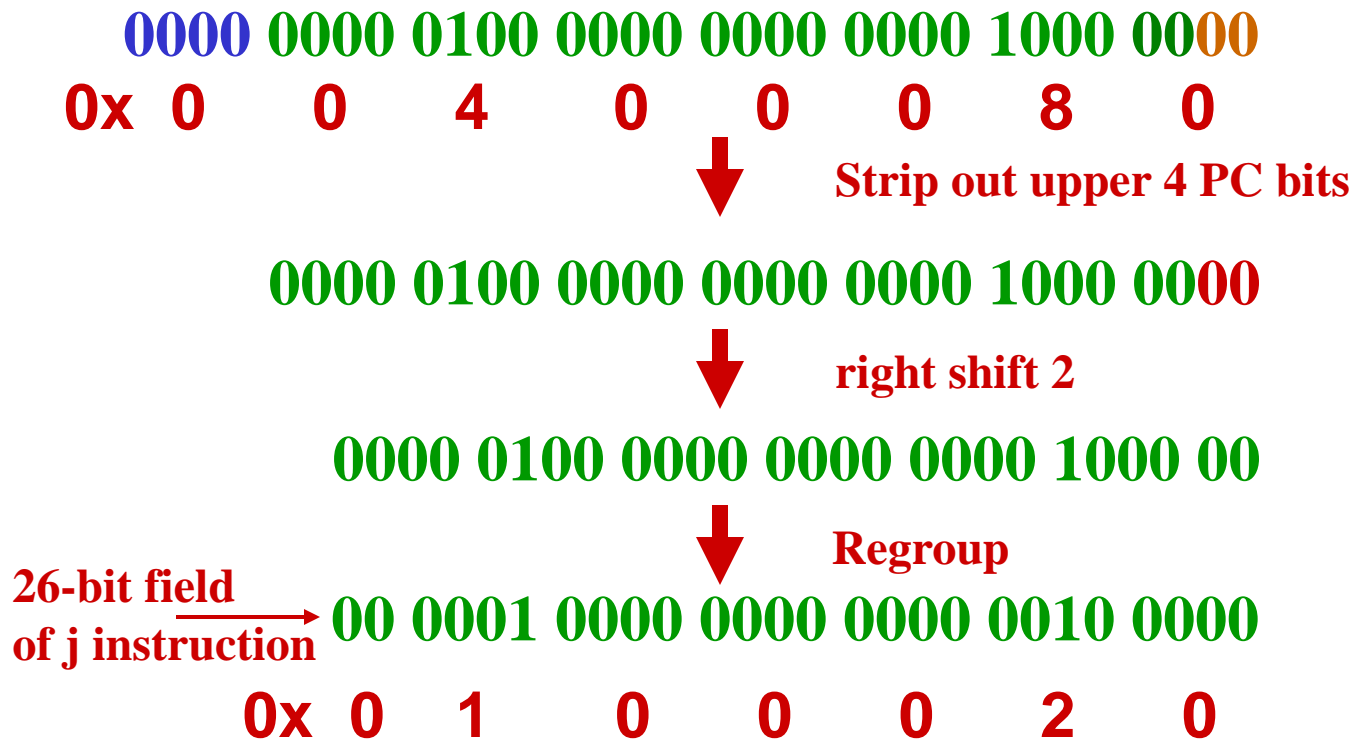 0000 0000 0100 0000 0000 0000 1000 0000
0x 0 0 4 0 0 0 8 0
Strip out upper 4 PC bits
0000 0100 0000 0000 0000 1000 0000
right shift 2
0000 0100 0000 0000 0000 1000 00
Regroup
26-bit field
of j instruction
00 0001 0000 0000 0000 0010 0000
0x 0 1 0 0 0 2 0